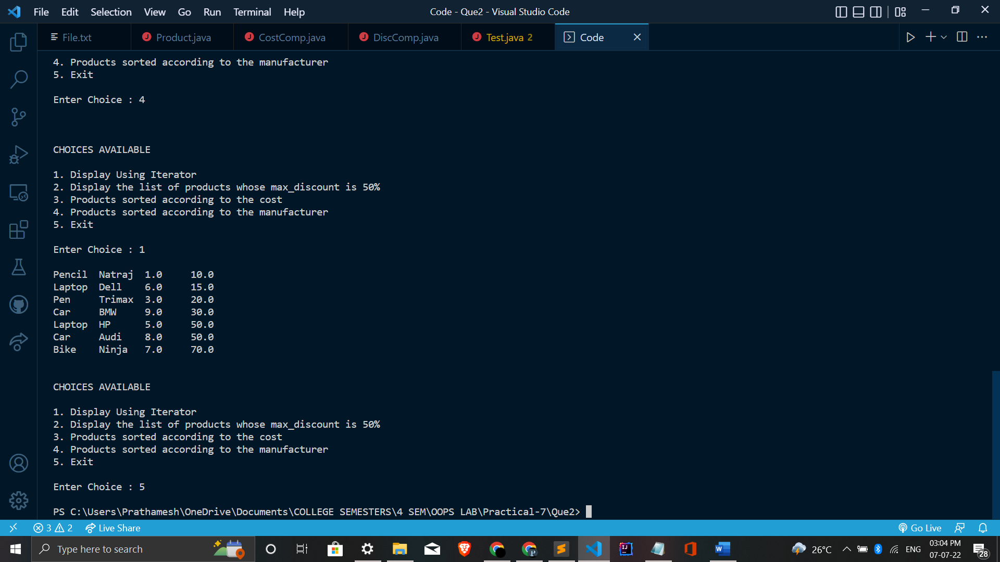 File Edit Selection View Go Run Terminal Help Code - Que2 - Visual Studio Code
File.txt Product.java CostComp.java DiscComp.java Test.java 2 Code
4. Products sorted according to the manufacturer
5. Exit
Enter Choice : 4
CHOICES AVAILABLE
1. Display Using Iterator
2. Display the list of products whose max_discount is 50%
3. Products sorted according to the cost
4. Products sorted according to the manufacturer
5. Exit
Enter Choice : 1
Pencil Natraj 1.0 10.0
Laptop Dell 6.0 15.0
Pen Trimax 3.0 20.0
Car BMW 9.0 30.0
Laptop HP 5.0 50.0
Car Audi 8.0 50.0
Bike Ninja 7.0 70.0
CHOICES AVAILABLE
1. Display Using Iterator
2. Display the list of products whose max_discount is 50%
3. Products sorted according to the cost
4. Products sorted according to the manufacturer
5. Exit
Enter Choice : 5
PS C:\Users\Prathamesh\OneDrive\Documents\COLLEGE SEMESTERS\4 SEM\OOPS LAB\Practical-7\Que2>
3 2 Live Share Go Live
Type here to search 26°C ENG 03:04 PM
07-07-22 28